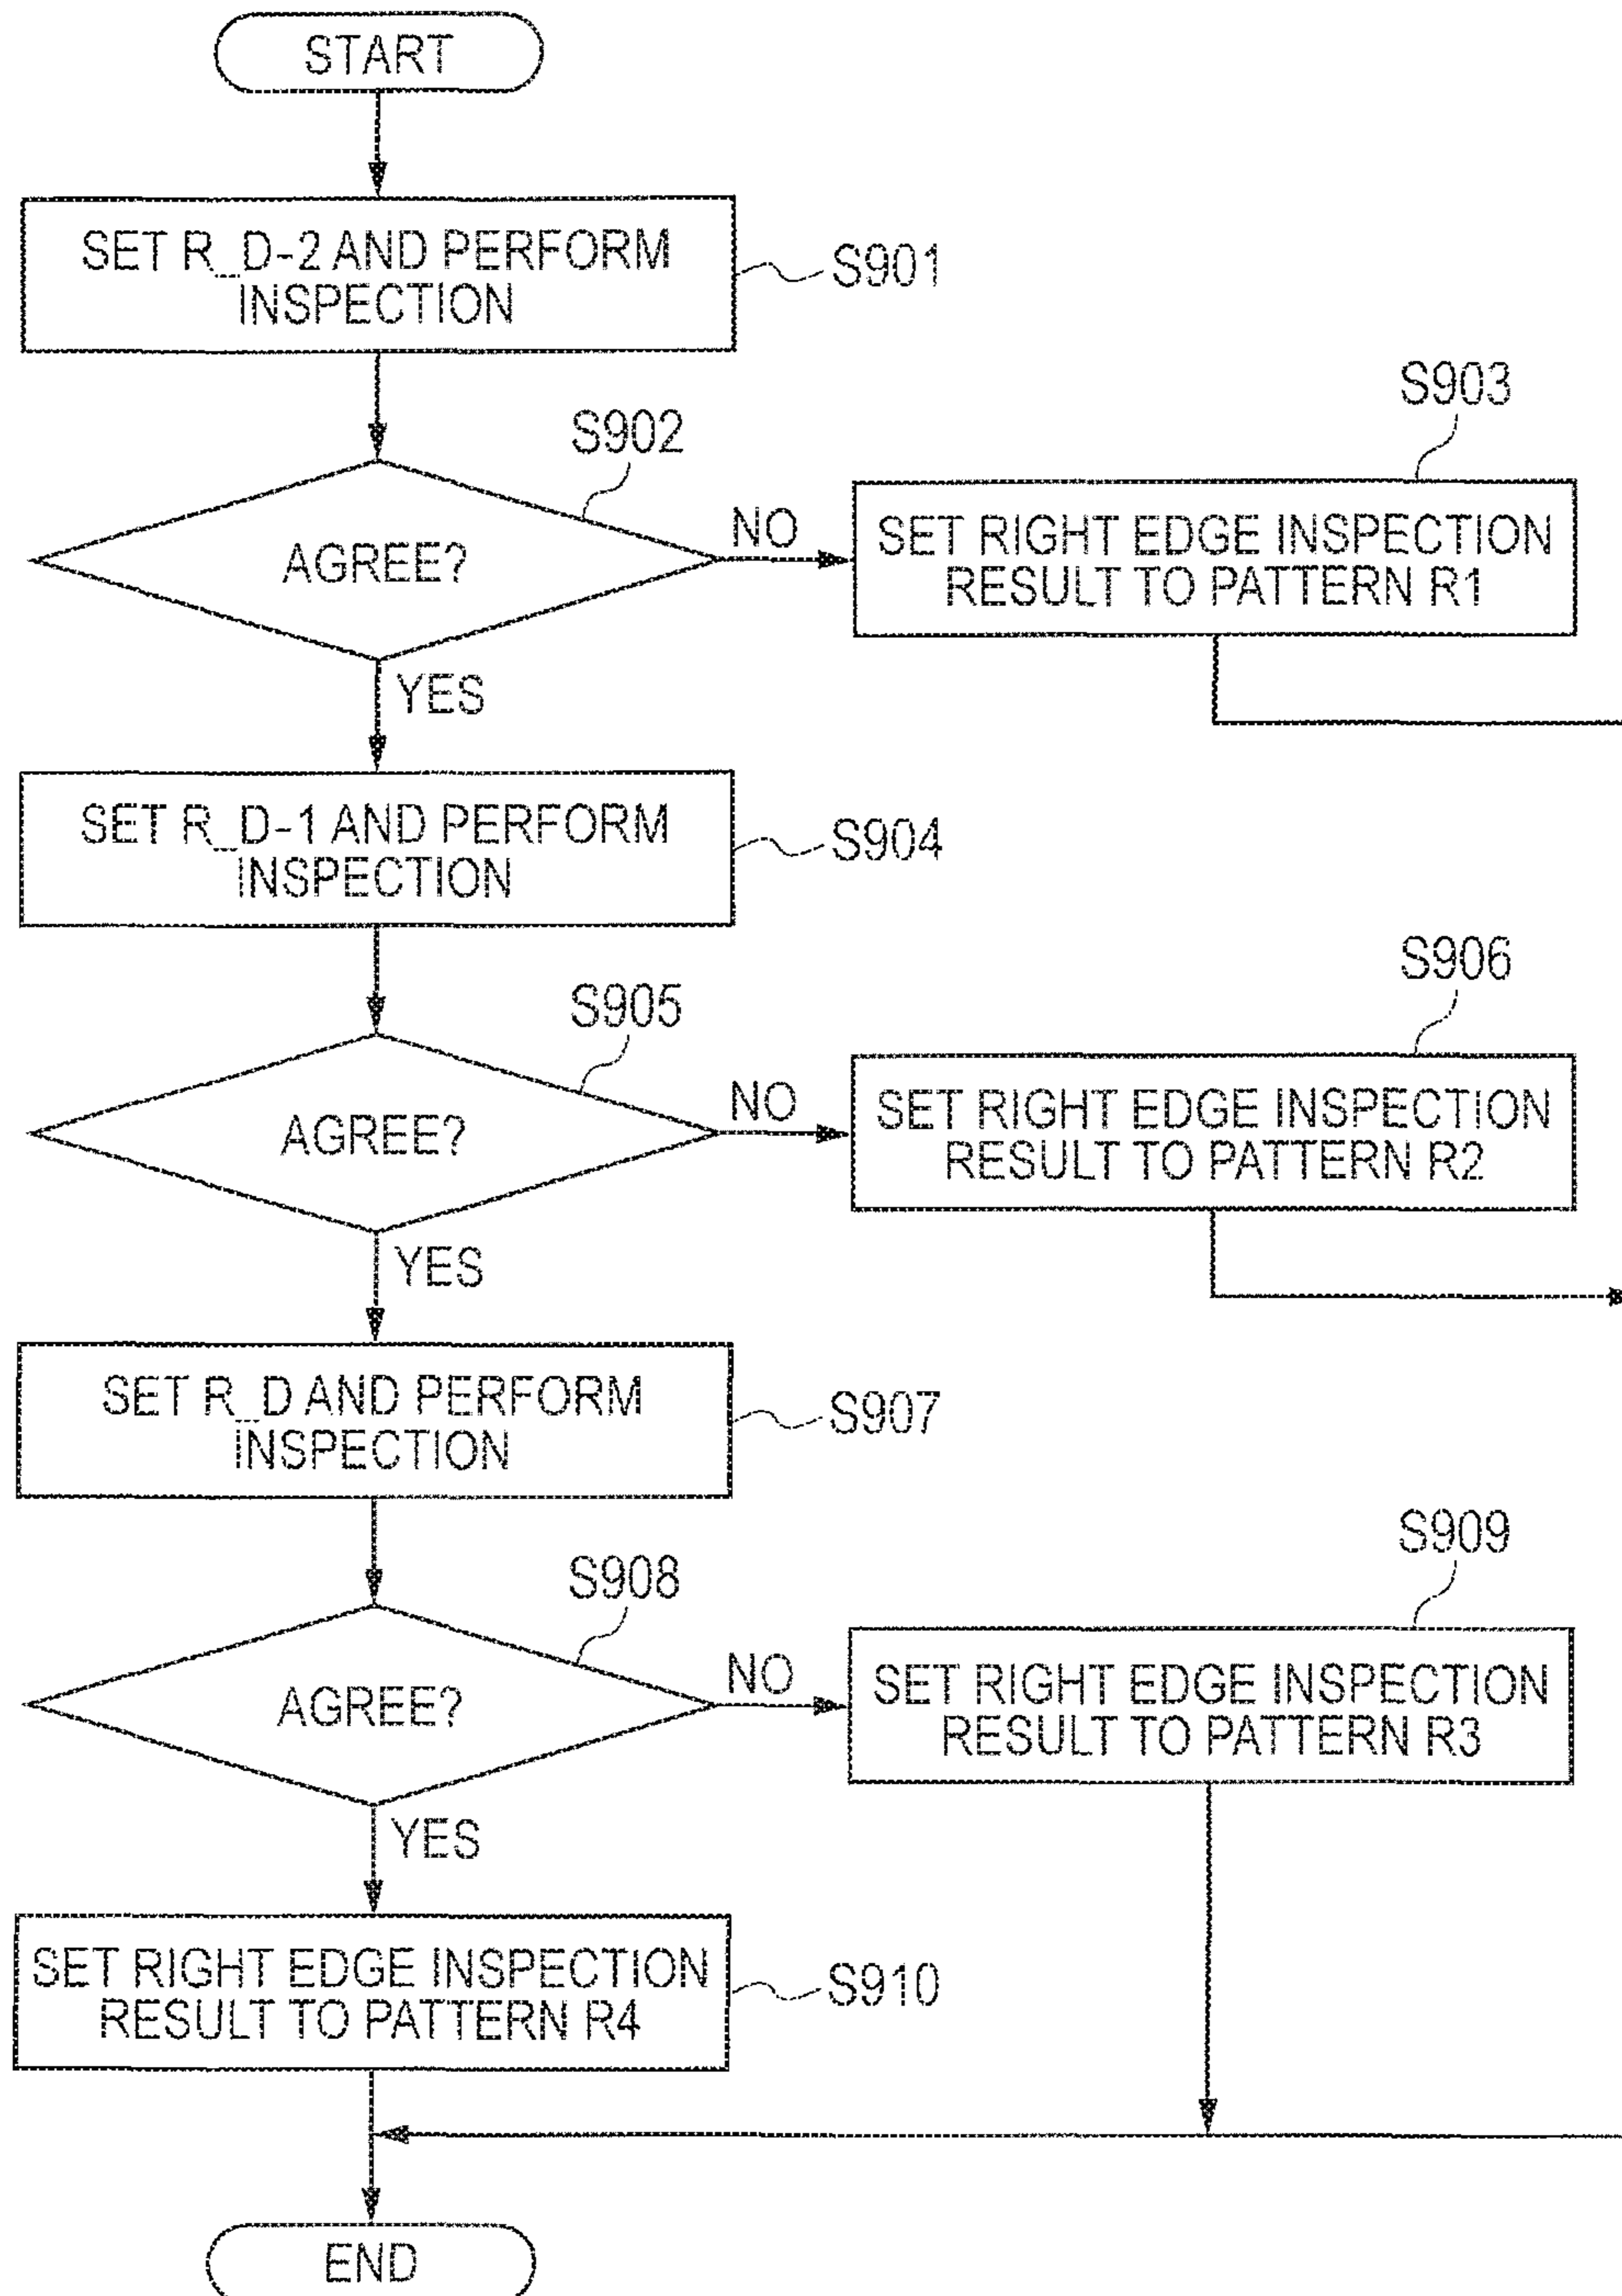 START
SET R_D-2 AND PERFORM
INSPECTION
S901
S902
AGREE?
NO
S903
SET RIGHT EDGE INSPECTION
RESULT TO PATTERN R1
YES
SET R_D-1 AND PERFORM
INSPECTION
S904
S905
AGREE?
NO
S906
SET RIGHT EDGE INSPECTION
RESULT TO PATTERN R2
YES
SET R_D AND PERFORM
INSPECTION
S907
S908
AGREE?
NO
S909
SET RIGHT EDGE INSPECTION
RESULT TO PATTERN R3
YES
SET RIGHT EDGE INSPECTION
RESULT TO PATTERN R4
S910
END